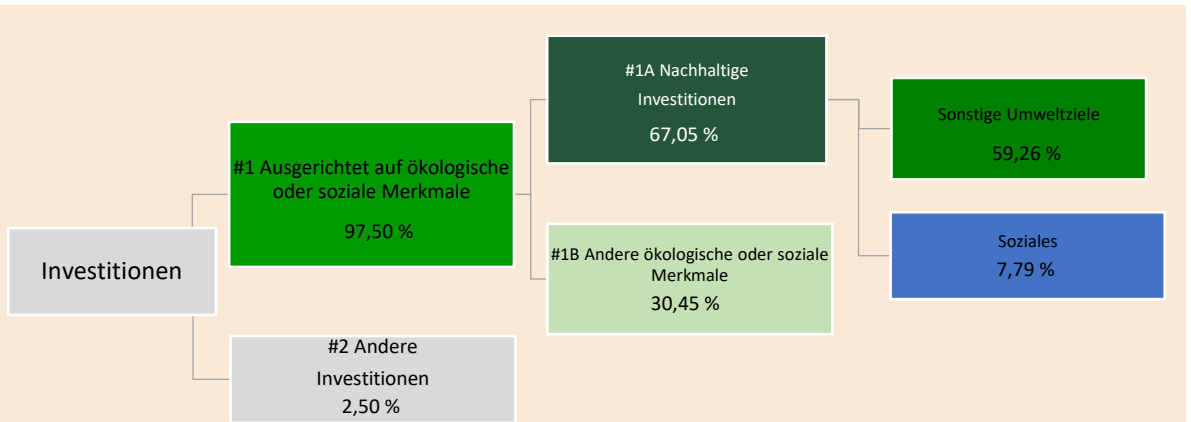 Investitionen
#1 Ausgerichtet auf ökologische
oder soziale Merkmale
97,50 %
#2 Andere
Investitionen
2,50 %
#1A Nachhaltige
Investitionen
67,05 %
#1B Andere ökologische oder soziale
Merkmale
30,45 %
Sonstige Umweltziele
59,26 %
Soziales
7,79 %